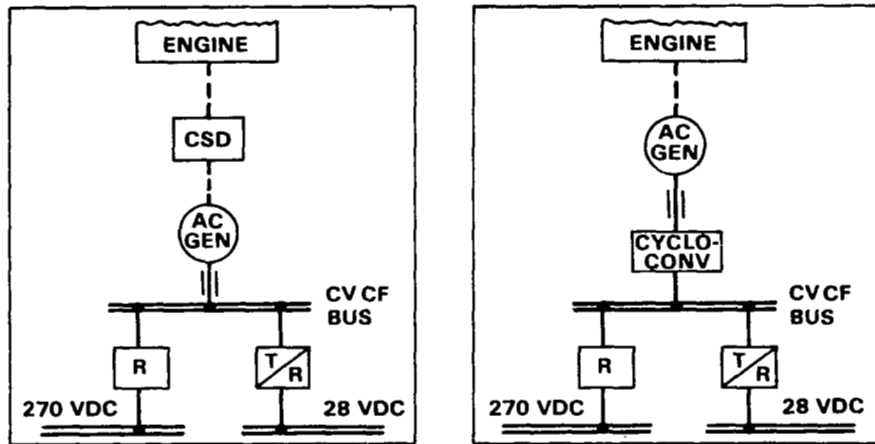 ENGINE
CSD
AC
GEN
CV CF
BUS
R
T
R
270 VDC
28 VDC
ENGINE
AC
GEN
CYCLO-
CONV
CV CF
BUS
R
T
R
270 VDC
28 VDC